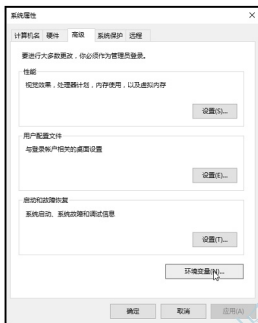 系统属性
计算机名 硬件 高级 系统保护 远程
要进行大多数更改，你必须作为管理员登录。
性能
视觉效果，处理器计划，内存使用，以及虚拟内存
设置(S)...
用户配置文件
与登录帐户相关的桌面设置
设置(E)...
启动和故障恢复
系统启动、系统故障和调试信息
设置(T)...
环境变量(N)...
确定 取消 应用(A)